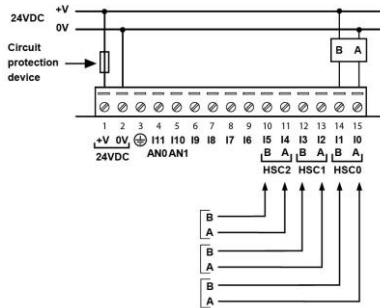 +V
24VDC
0V
Circuit
protection
device
B A
1 2 3 4 5 6 7 8 9 10 11 12 13 14 15
+V 0V I11 I10 I9 I8 I7 I6 I5 I4 I3 I2 I1 I0
24VDC AN0 AN1 B A B A B A
HSC2 HSC1 HSC0
B
A
B
A
B
A